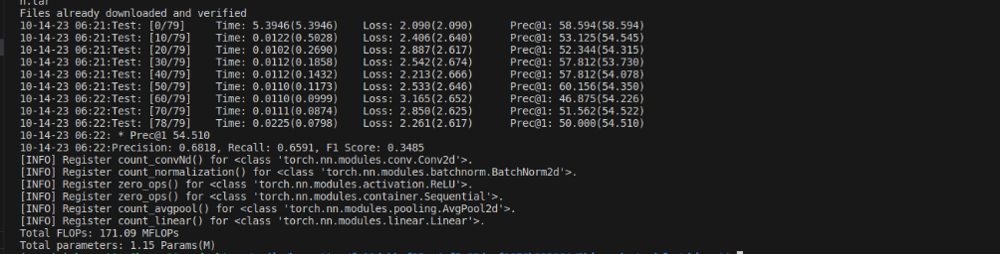 n.tar
Files already downloaded and verified
10-14-23 06:21:Test: [0/79] Time: 5.3946(5.3946) Loss: 2.090(2.090) Prec@1: 58.594(58.594)
10-14-23 06:21:Test: [10/79] Time: 0.0122(0.5028) Loss: 2.406(2.640) Prec@1: 53.125(54.545)
10-14-23 06:21:Test: [20/79] Time: 0.0102(0.2690) Loss: 2.887(2.617) Prec@1: 52.344(54.315)
10-14-23 06:21:Test: [30/79] Time: 0.0112(0.1858) Loss: 2.542(2.674) Prec@1: 57.812(53.730)
10-14-23 06:21:Test: [40/79] Time: 0.0112(0.1432) Loss: 2.213(2.666) Prec@1: 57.812(54.078)
10-14-23 06:21:Test: [50/79] Time: 0.0110(0.1173) Loss: 2.533(2.646) Prec@1: 60.156(54.350)
10-14-23 06:22:Test: [60/79] Time: 0.0110(0.0999) Loss: 3.165(2.652) Prec@1: 46.875(54.226)
10-14-23 06:22:Test: [70/79] Time: 0.0111(0.0874) Loss: 2.850(2.625) Prec@1: 51.562(54.522)
10-14-23 06:22:Test: [78/79] Time: 0.0225(0.0798) Loss: 2.261(2.617) Prec@1: 50.000(54.510)
10-14-23 06:22: * Prec@1 54.510
10-14-23 06:22:Precision: 0.6818, Recall: 0.6591, F1 Score: 0.3485
[INFO] Register count_convNd() for <class 'torch.nn.modules.conv.Conv2d'>.
[INFO] Register count_normalization() for <class 'torch.nn.modules.batchnorm.BatchNorm2d'>.
[INFO] Register zero_ops() for <class 'torch.nn.modules.activation.ReLU'>.
[INFO] Register zero_ops() for <class 'torch.nn.modules.container.Sequential'>.
[INFO] Register count_avgpool() for <class 'torch.nn.modules.pooling.AvgPool2d'>.
[INFO] Register count_linear() for <class 'torch.nn.modules.linear.Linear'>.
Total FLOPs: 171.09 MFLOPs
Total parameters: 1.15 Params(M)